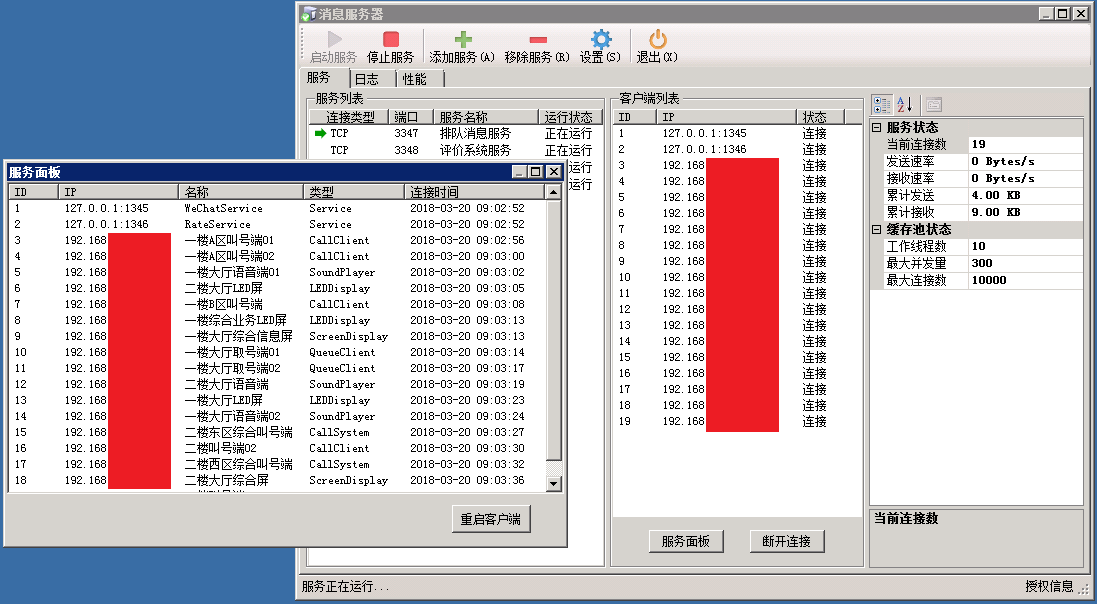 消息服务器
启动服务 停止服务 添加服务(A) 移除服务(R) 设置(S) 退出(X)
服务 日志 性能
服务列表
连接类型 端口 服务名称 运行状态
TCP 3347 排队消息服务 正在运行
TCP 3348 评价系统服务 正在运行
运行
运行
客户端列表
ID IP 状态
1 127.0.0.1:1345 连接
2 127.0.0.1:1346 连接
3 192.168 连接
4 192.168 连接
5 192.168 连接
6 192.168 连接
7 192.168 连接
8 192.168 连接
9 192.168 连接
10 192.168 连接
11 192.168 连接
12 192.168 连接
13 192.168 连接
14 192.168 连接
15 192.168 连接
16 192.168 连接
17 192.168 连接
18 192.168 连接
19 192.168 连接
服务面板 断开连接
服务状态
当前连接数 19
发送速率 0 Bytes/s
接收速率 0 Bytes/s
累计发送 4.00 KB
累计接收 9.00 KB
缓存池状态
工作线程数 10
最大并发量 300
最大连接数 10000
当前连接数
服务正在运行...
授权信息
服务面板
ID IP 名称 类型 连接时间
1 127.0.0.1:1345 WeChatService Service 2018-03-20 09:02:52
2 127.0.0.1:1346 RateService Service 2018-03-20 09:02:52
3 192.168 一楼A区叫号端01 CallClient 2018-03-20 09:02:56
4 192.168 一楼A区叫号端02 CallClient 2018-03-20 09:03:00
5 192.168 一楼大厅语音端01 SoundPlayer 2018-03-20 09:03:02
6 192.168 二楼大厅LED屏 LEDDisplay 2018-03-20 09:03:05
7 192.168 一楼B区叫号端 CallClient 2018-03-20 09:03:08
8 192.168 一楼综合业务LED屏 LEDDisplay 2018-03-20 09:03:13
9 192.168 一楼大厅综合信息屏 ScreenDisplay 2018-03-20 09:03:13
10 192.168 一楼大厅取号端01 QueueClient 2018-03-20 09:03:14
11 192.168 一楼大厅取号端02 QueueClient 2018-03-20 09:03:17
12 192.168 二楼大厅语音端 SoundPlayer 2018-03-20 09:03:19
13 192.168 一楼大厅LED屏 LEDDisplay 2018-03-20 09:03:23
14 192.168 一楼大厅语音端02 SoundPlayer 2018-03-20 09:03:24
15 192.168 二楼东区综合叫号端 CallSystem 2018-03-20 09:03:27
16 192.168 二楼叫号端02 CallClient 2018-03-20 09:03:30
17 192.168 二楼西区综合叫号端 CallSystem 2018-03-20 09:03:32
18 192.168 二楼大厅综合屏 ScreenDisplay 2018-03-20 09:03:36
重启客户端